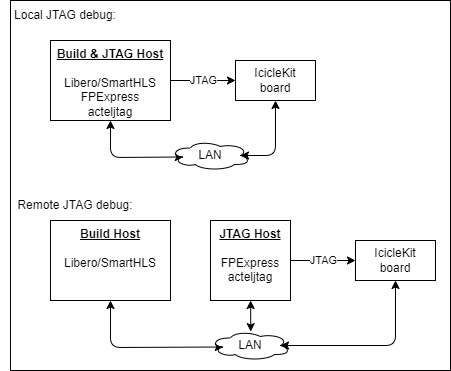 Local JTAG debug:
Build & JTAG Host
Libero/SmartHLS
FPExpress
acteljtag
JTAG
IcicleKit
board
LAN
Remote JTAG debug:
Build Host
Libero/SmartHLS
JTAG Host
FPExpress
acteljtag
JTAG
IcicleKit
board
LAN